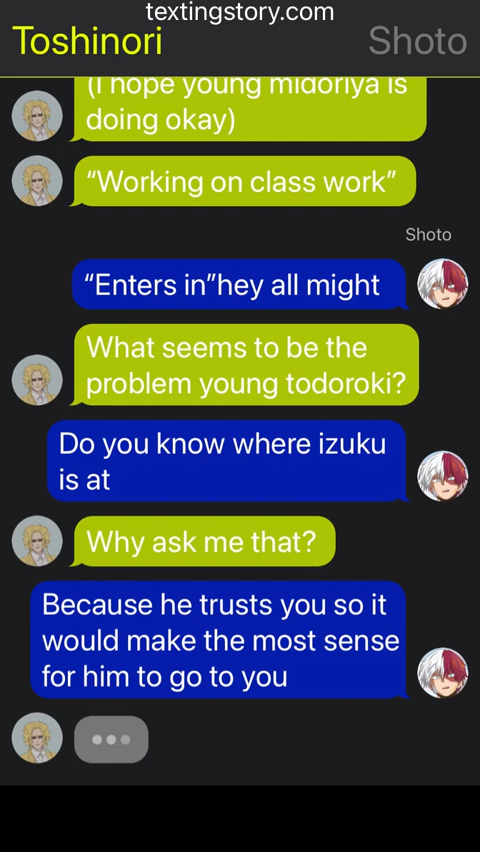 textingstory.com
Toshinori
Shoto
(I hope young midoriya is
doing okay)
“Working on class work”
Shoto
“Enters in”hey all might
What seems to be the
problem young todoroki?
Do you know where izuku
is at
Why ask me that?
Because he trusts you so it
would make the most sense
for him to go to you